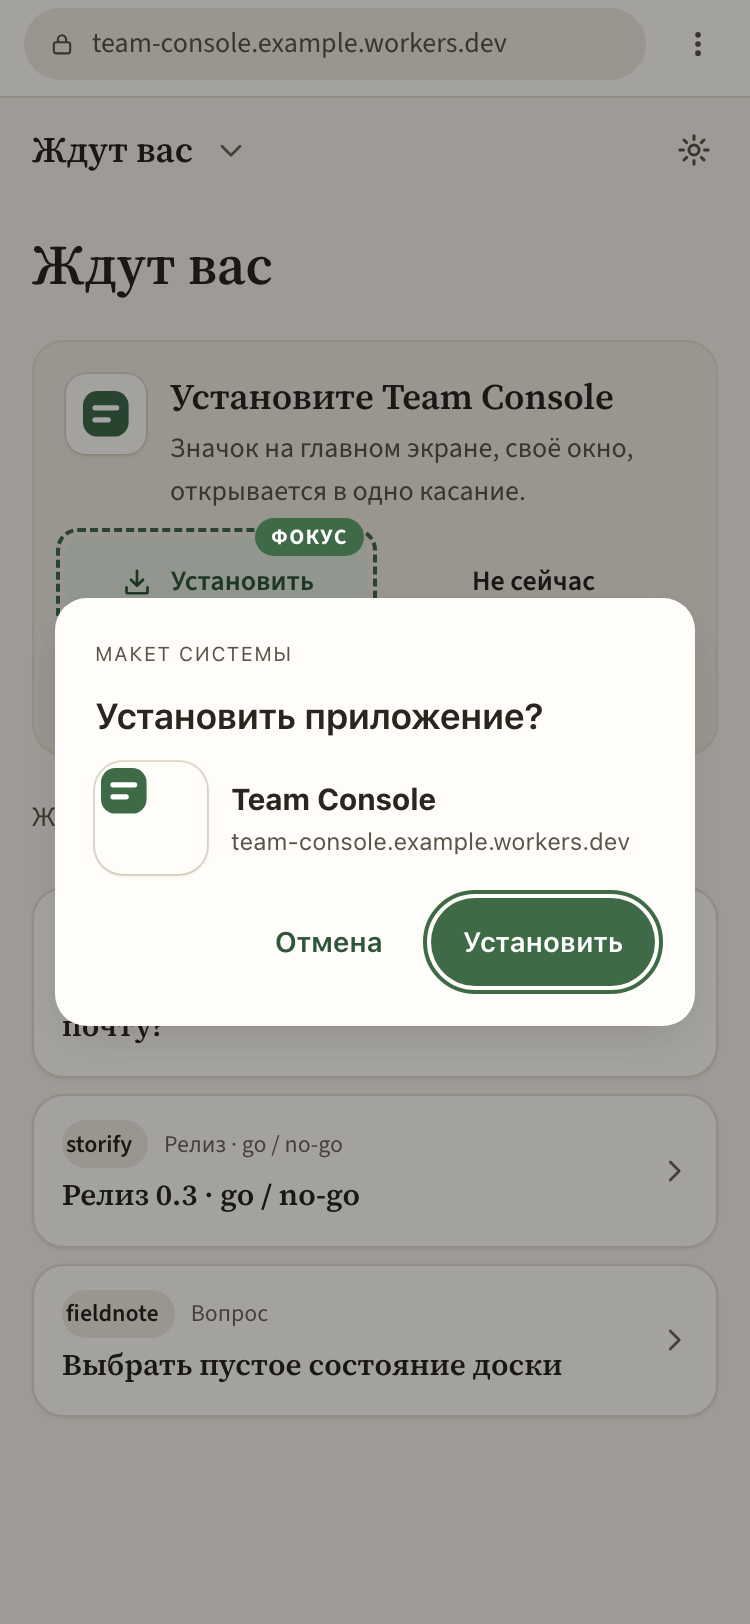 team-console.example.workers.dev
Ждут вас
Ждут вас
Установите Team Console
Значок на главном экране, своё окно,
открывается в одно касание.
ФОКУС
Установить
Не сейчас
МАКЕТ СИСТЕМЫ
Установить приложение?
Team Console
team-console.example.workers.dev
Отмена
Установить
почту?
storify
Релиз · go / no-go
Релиз 0.3 · go / no-go
fieldnote
Вопрос
Выбрать пустое состояние доски